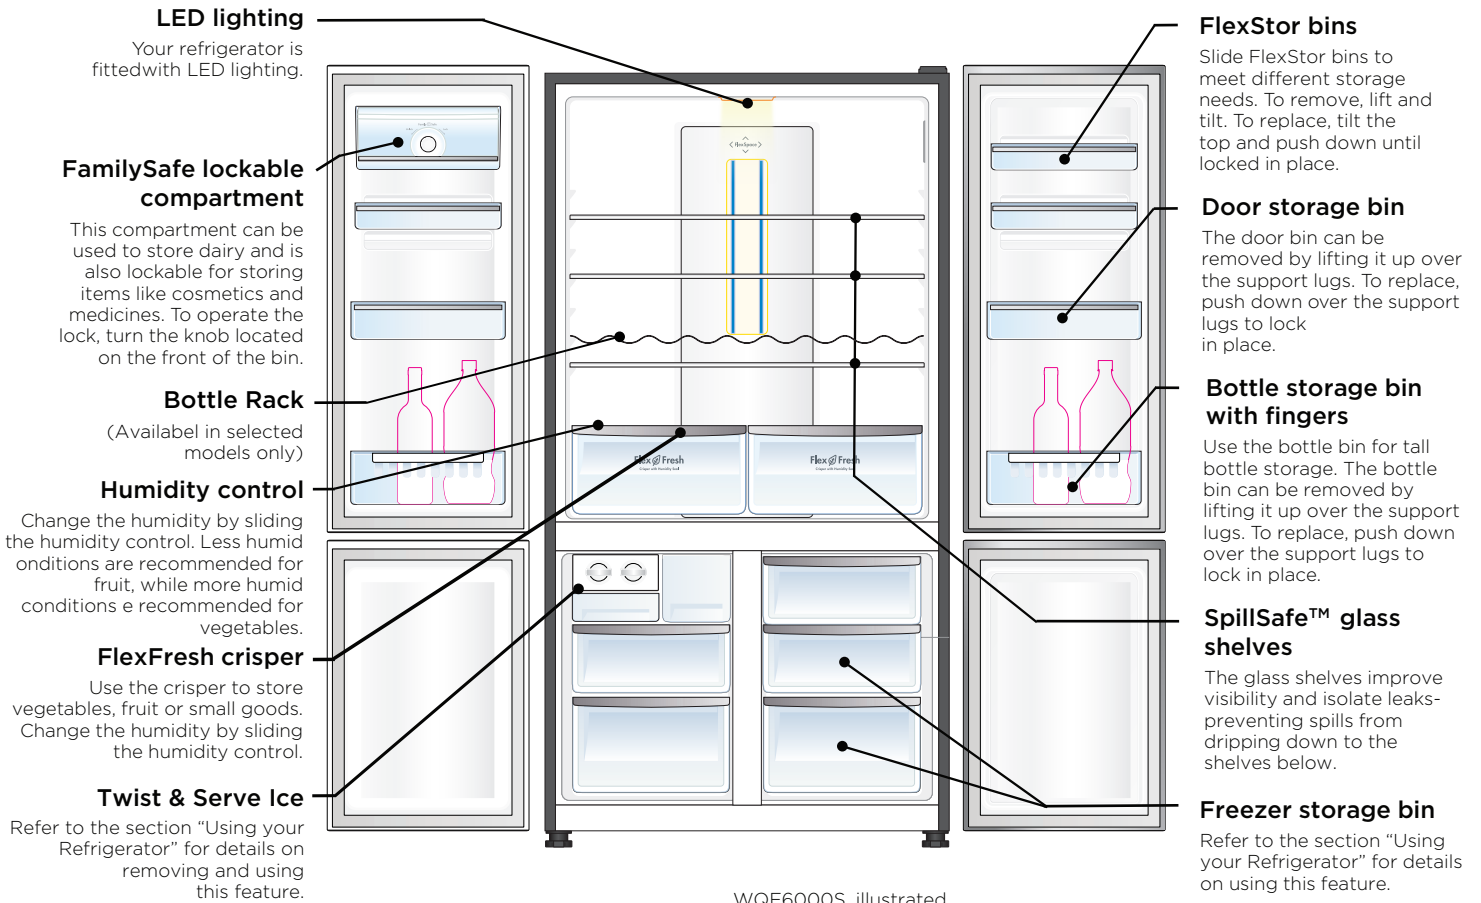 LED lighting
Your refrigerator is
fittedwith LED lighting.
FamilySafe lockable
compartment
This compartment can be
used to store dairy and is
also lockable for storing
items like cosmetics and
medicines. To operate the
lock, turn the knob located
on the front of the bin.
Bottle Rack
(Availabel in selected
models only)
Humidity control
Change the humidity by sliding
the humidity control. Less humid
onditions are recommended for
fruit, while more humid
conditions e recommended for
vegetables.
FlexFresh crisper
Use the crisper to store
vegetables, fruit or small goods.
Change the humidity by sliding
the humidity control.
Twist & Serve Ice
Refer to the section “Using your
Refrigerator” for details on
removing and using
this feature.
FlexSpace
Flex Fresh
Crisper with Humidity Seal
Flex Fresh
Crisper with Humidity Seal
WQE6000S illustrated
FlexStor bins
Slide FlexStor bins to
meet different storage
needs. To remove, lift and
tilt. To replace, tilt the
top and push down until
locked in place.
Door storage bin
The door bin can be
removed by lifting it up over
the support lugs. To replace,
push down over the support
lugs to lock
in place.
Bottle storage bin
with fingers
Use the bottle bin for tall
bottle storage. The bottle
bin can be removed by
lifting it up over the support
lugs. To replace, push down
over the support lugs to
lock in place.
SpillSafe™ glass
shelves
The glass shelves improve
visibility and isolate leaks-
preventing spills from
dripping down to the
shelves below.
Freezer storage bin
Refer to the section “Using
your Refrigerator” for details
on using this feature.